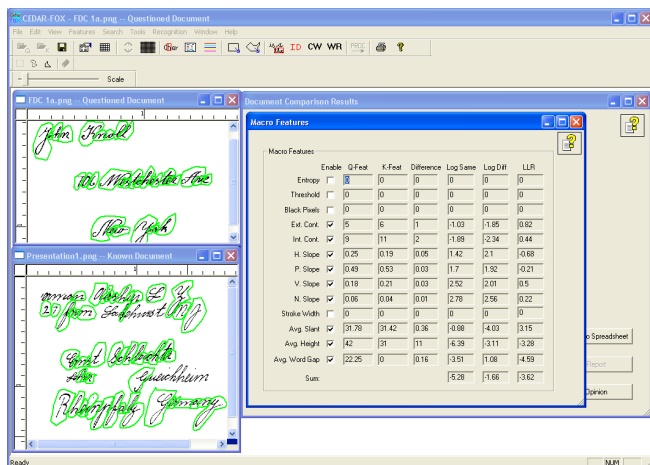 CEDAR-FOX - FDC 1a.png -- Questioned Document
File Edit View Features Search Tools Recognition Window Help
ID CW WR
Scale
FDC 1a.png -- Questioned Document
John Knoll
Westchester Ave
New York
Presentation1.png -- Known Document
from
Ernst Schlichte
Germany
Document Comparison Results
Macro Features
Macro Features
Enable Q-Feat K-Feat Difference Log Same Log Diff LLR
Entropy 0 0 0 0 0 0
Threshold 0 0 0 0 0 0
Black Pixels 0 0 0 0 0 0
Ext. Cont. 5 6 1 -1.03 -1.85 0.82
Int. Cont. 9 11 2 -1.89 -2.34 0.44
H. Slope 0.25 0.19 0.05 1.42 2.1 -0.68
P. Slope 0.49 0.53 0.03 1.7 1.92 -0.21
V. Slope 0.18 0.21 0.03 2.52 2.01 0.5
N. Slope 0.06 0.04 0.01 2.78 2.56 0.22
Stroke Width 0 0 0 0 0 0
Avg. Slant 31.78 31.42 0.36 -0.88 -4.03 3.15
Avg. Height 42 31 11 -6.39 -3.11 -3.28
Avg. Word Gap 22.25 0 0.16 -3.51 1.08 -4.59
Sum: -5.28 -1.66 -3.62
o Spreadsheet
Report
Opinion
Ready NUM